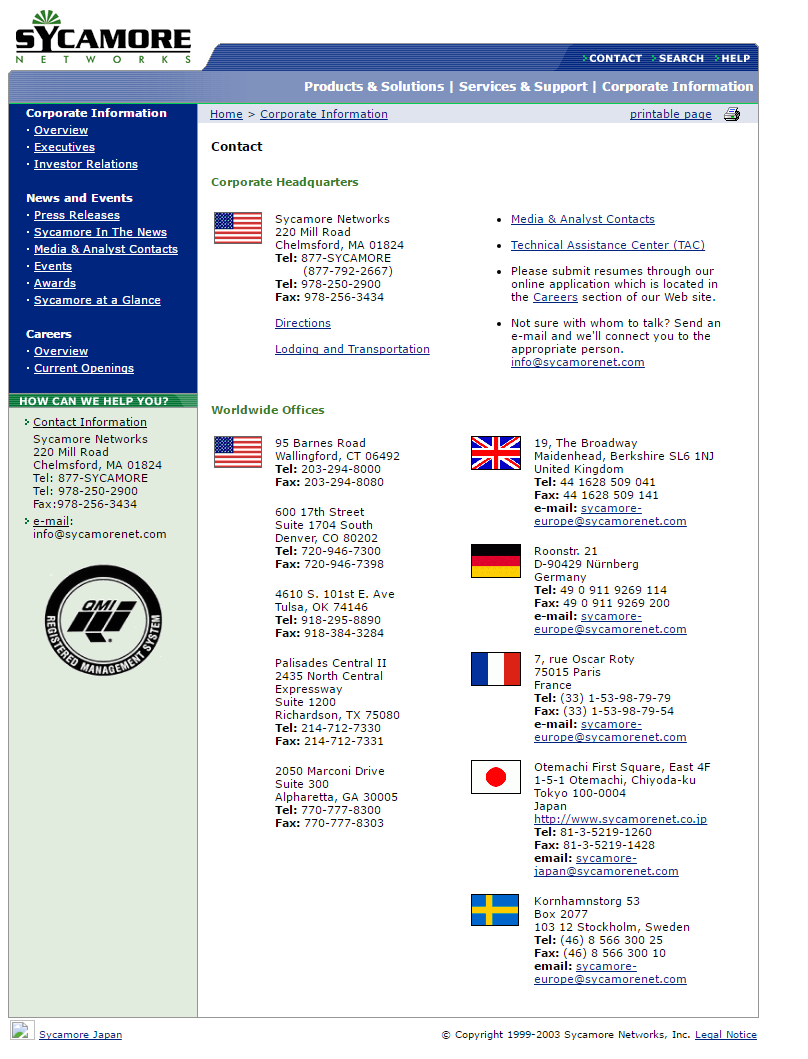 SYCAMORE
NETWORKS
CONTACT SEARCH HELP
Products & Solutions | Services & Support | Corporate Information
Corporate Information
· Overview
· Executives
· Investor Relations
News and Events
· Press Releases
· Sycamore In The News
· Media & Analyst Contacts
· Events
· Awards
· Sycamore at a Glance
Careers
· Overview
· Current Openings
HOW CAN WE HELP YOU?
Contact Information
Sycamore Networks
220 Mill Road
Chelmsford, MA 01824
Tel: 877-SYCAMORE
Tel: 978-250-2900
Fax:978-256-3434
e-mail:
info@sycamorenet.com
QMI
REGISTERED MANAGEMENT SYSTEM
Home > Corporate Information
printable page
Contact
Corporate Headquarters
Sycamore Networks
220 Mill Road
Chelmsford, MA 01824
Tel: 877-SYCAMORE
(877-792-2667)
Tel: 978-250-2900
Fax: 978-256-3434
Directions
Lodging and Transportation
• Media & Analyst Contacts
• Technical Assistance Center (TAC)
• Please submit resumes through our
online application which is located in
the Careers section of our Web site.
• Not sure with whom to talk? Send an
e-mail and we'll connect you to the
appropriate person.
info@sycamorenet.com
Worldwide Offices
95 Barnes Road
Wallingford, CT 06492
Tel: 203-294-8000
Fax: 203-294-8080
600 17th Street
Suite 1704 South
Denver, CO 80202
Tel: 720-946-7300
Fax: 720-946-7398
4610 S. 101st E. Ave
Tulsa, OK 74146
Tel: 918-295-8890
Fax: 918-384-3284
Palisades Central II
2435 North Central
Expressway
Suite 1200
Richardson, TX 75080
Tel: 214-712-7330
Fax: 214-712-7331
2050 Marconi Drive
Suite 300
Alpharetta, GA 30005
Tel: 770-777-8300
Fax: 770-777-8303
19, The Broadway
Maidenhead, Berkshire SL6 1NJ
United Kingdom
Tel: 44 1628 509 041
Fax: 44 1628 509 141
e-mail: sycamore-
europe@sycamorenet.com
Roonstr. 21
D-90429 Nürnberg
Germany
Tel: 49 0 911 9269 114
Fax: 49 0 911 9269 200
e-mail: sycamore-
europe@sycamorenet.com
7, rue Oscar Roty
75015 Paris
France
Tel: (33) 1-53-98-79-79
Fax: (33) 1-53-98-79-54
e-mail: sycamore-
europe@sycamorenet.com
Otemachi First Square, East 4F
1-5-1 Otemachi, Chiyoda-ku
Tokyo 100-0004
Japan
http://www.sycamorenet.co.jp
Tel: 81-3-5219-1260
Fax: 81-3-5219-1428
email: sycamore-
japan@sycamorenet.com
Kornhamnstorg 53
Box 2077
103 12 Stockholm, Sweden
Tel: (46) 8 566 300 25
Fax: (46) 8 566 300 10
email: sycamore-
europe@sycamorenet.com
Sycamore Japan
© Copyright 1999-2003 Sycamore Networks, Inc. Legal Notice